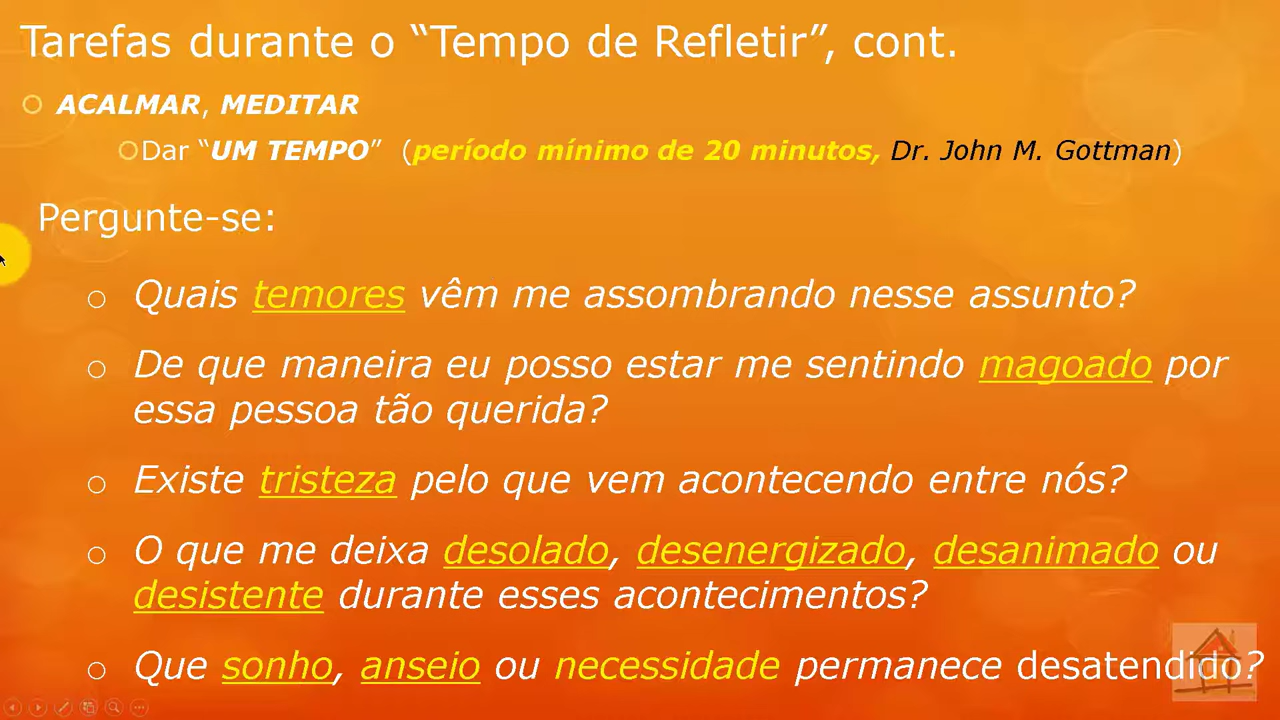 Tarefas durante o “Tempo de Refletir”, cont.
ACALMAR, MEDITAR
Dar “UM TEMPO” (período mínimo de 20 minutos, Dr. John M. Gottman)
Pergunte-se:
Quais temores vêm me assombrando nesse assunto?
De que maneira eu posso estar me sentindo magoado por
essa pessoa tão querida?
Existe tristeza pelo que vem acontecendo entre nós?
O que me deixa desolado, desenergizado, desanimado ou
desistente durante esses acontecimentos?
Que sonho, anseio ou necessidade permanece desatendido?